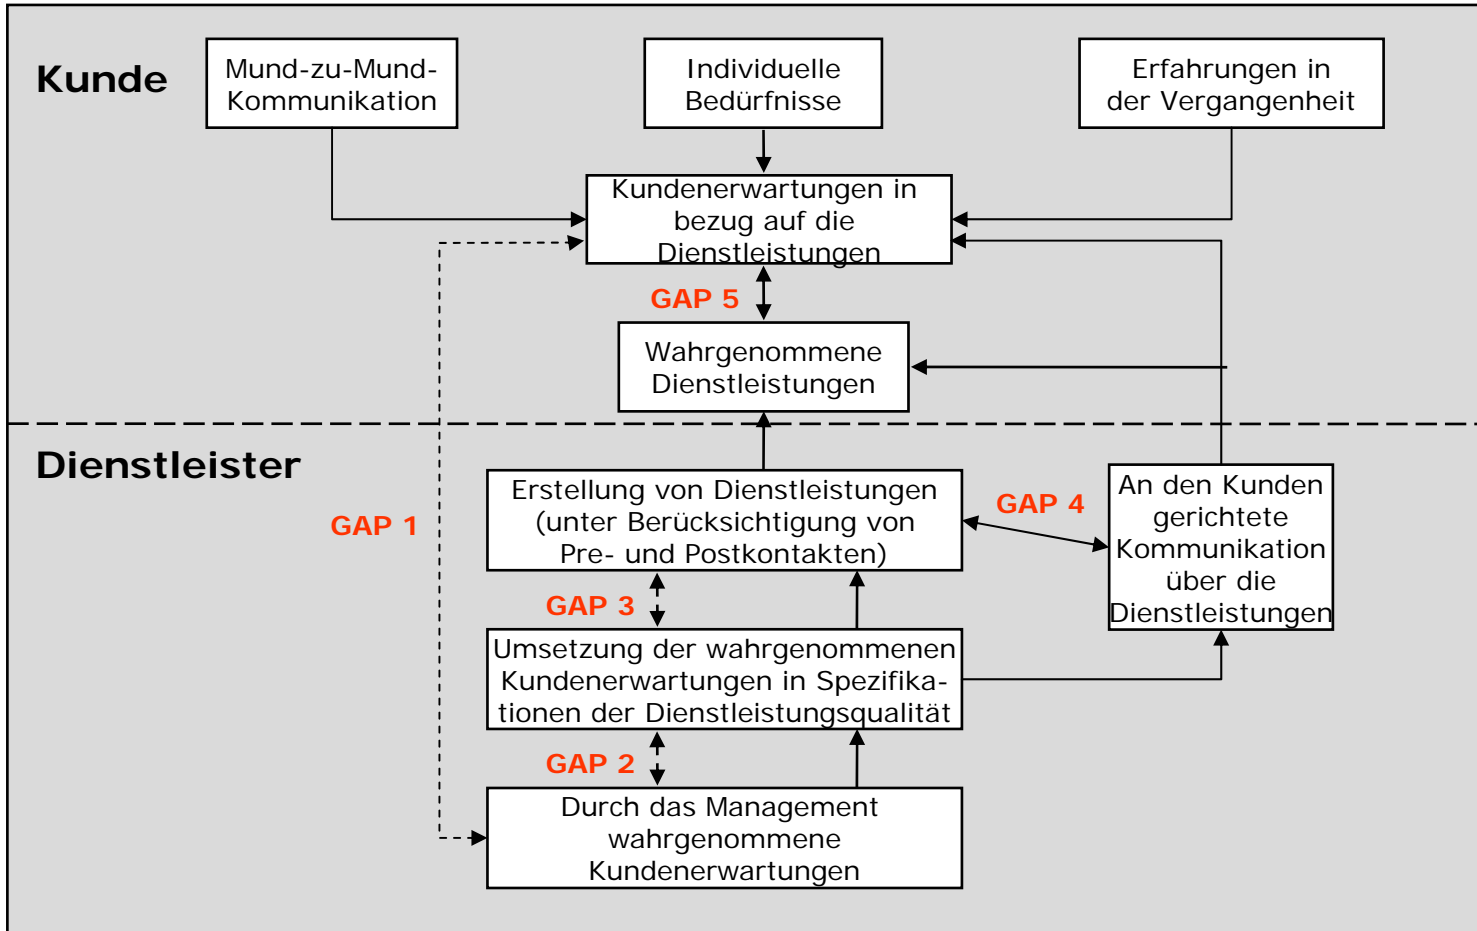 Kunde
Mund-zu-Mund-
Kommunikation
Individuelle
Bedürfnisse
Erfahrungen in
der Vergangenheit
Kundenerwartungen in
bezug auf die
Dienstleistungen
GAP 5
Wahrgenommene
Dienstleistungen
Dienstleister
GAP 1
Erstellung von Dienstleistungen
(unter Berücksichtigung von
Pre- und Postkontakten)
GAP 4
An den Kunden
gerichtete
Kommunikation
über die
Dienstleistungen
GAP 3
Umsetzung der wahrgenommenen
Kundenerwartungen in Spezifika-
tionen der Dienstleistungsqualität
GAP 2
Durch das Management
wahrgenommene
Kundenerwartungen